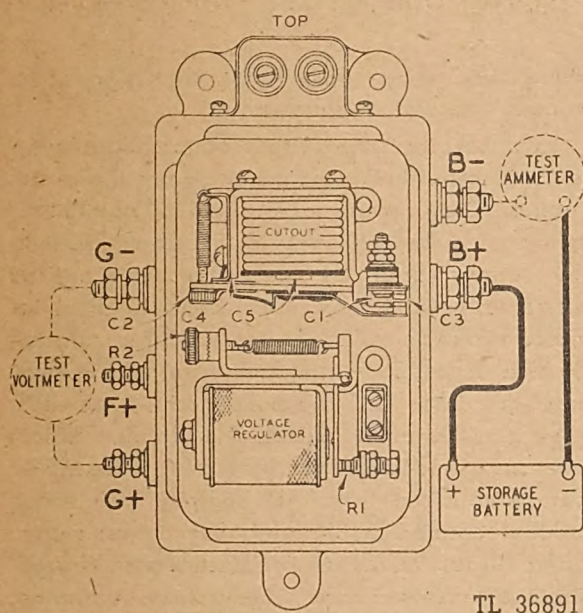 TOP
B-
TEST
AMMETER
CUTOUT
G-
B+
C2
C4
C5
C1
C3
R2
TEST
VOLTMETER
F+
VOLTAGE
REGULATOR
G+
R1
+
-
STORAGE
BATTERY
TL 36891